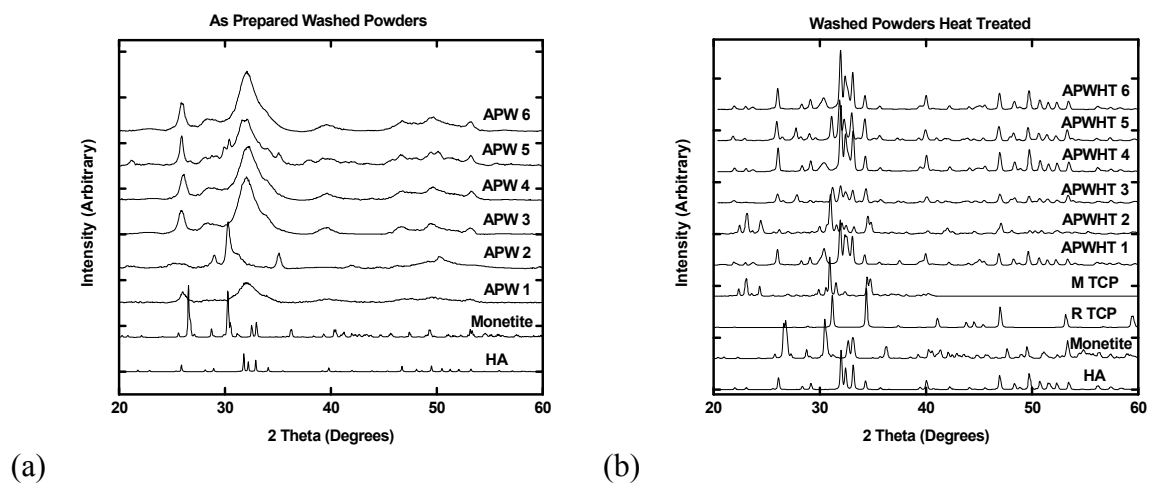 As Prepared Washed Powders
Intensity (Arbitrary)
APW 6
APW 5
APW 4
APW 3
APW 2
APW 1
Monetite
HA
20 30 40 50 60
2 Theta (Degrees)
(a)
Washed Powders Heat Treated
Intensity (Arbitrary)
APWHT 6
APWHT 5
APWHT 4
APWHT 3
APWHT 2
APWHT 1
M TCP
R TCP
Monetite
HA
20 30 40 50 60
2 Theta (Degrees)
(b)